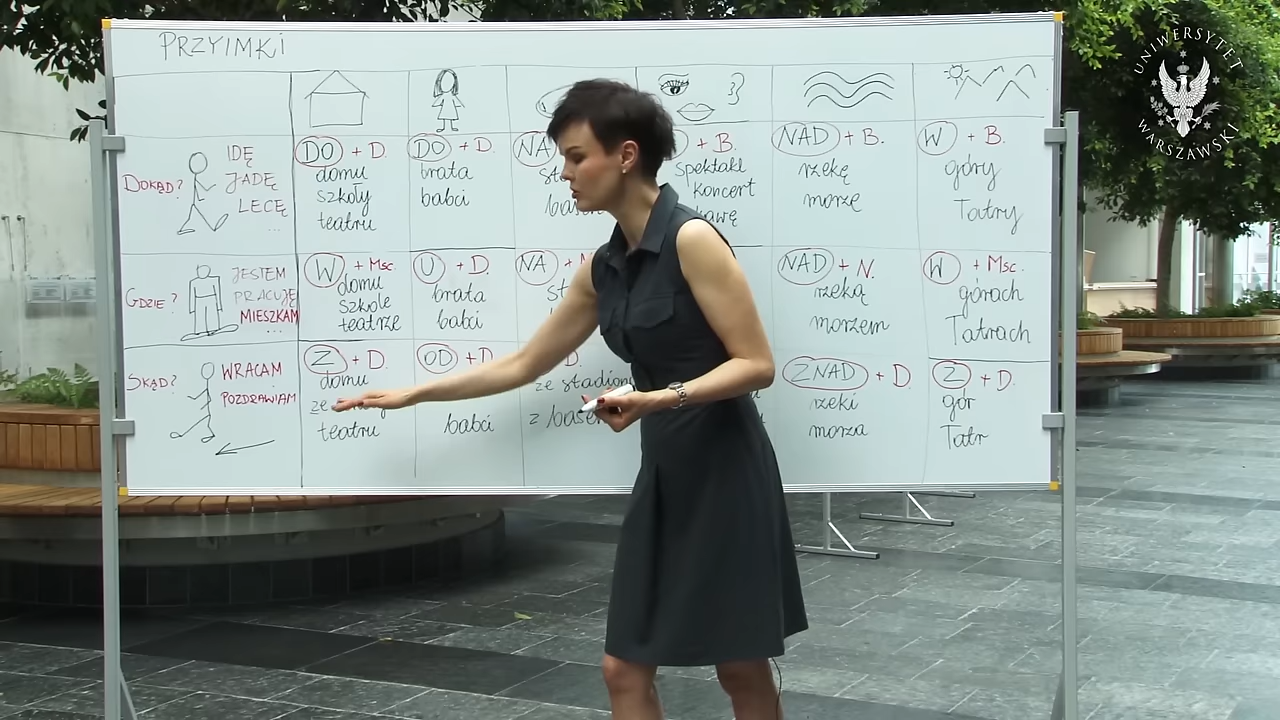 PRZYIMKI
UNIWERSYTET
WARSZAWSKI
DOKĄD?
IDĘ
JADĘ
LECĘ
...
DO + D.
domu
szkoły
teatru
DO + D.
brata
babci
NA
+ B.
spektakl
koncert
NAD + B.
rzekę
morze
W + B.
góry
Tatry
GDZIE?
JESTEM
PRACUJĘ
MIESZKAM
...
W + Msc.
domu
szkole
teatrze
U + D.
brata
babci
NA +
NAD + N.
rzeką
morzem
W + Msc.
górach
Tatrach
SKĄD?
WRACAM
POZDRAWIAM
Z + D.
domu
ze
teatru
OD + D
babci
D.
ze stadionu
z
ZNAD + D.
rzeki
morza
Z + D.
gór
Tatr